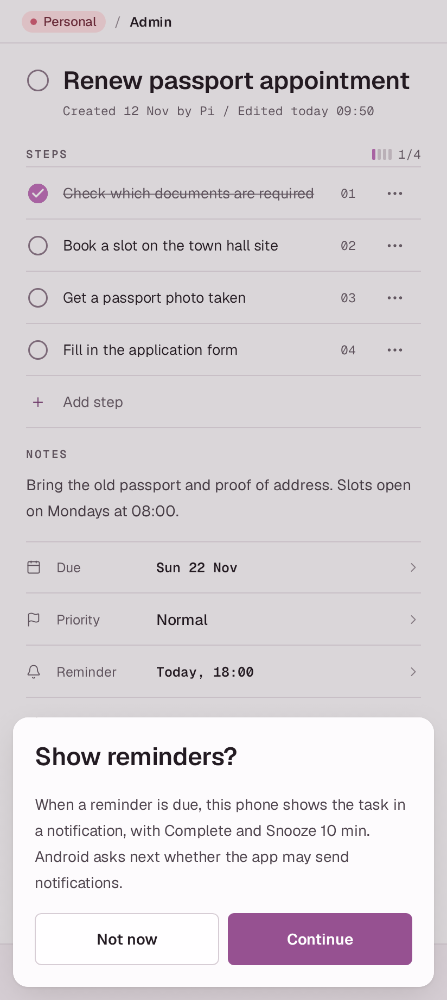 Personal / Admin
Renew passport appointment
Created 12 Nov by Pi / Edited today 09:50
STEPS 1/4
Check which documents are required 01
Book a slot on the town hall site 02
Get a passport photo taken 03
Fill in the application form 04
+ Add step
NOTES
Bring the old passport and proof of address. Slots open
on Mondays at 08:00.
Due Sun 22 Nov
Priority Normal
Reminder Today, 18:00
Show reminders?
When a reminder is due, this phone shows the task in
a notification, with Complete and Snooze 10 min.
Android asks next whether the app may send
notifications.
Not now Continue